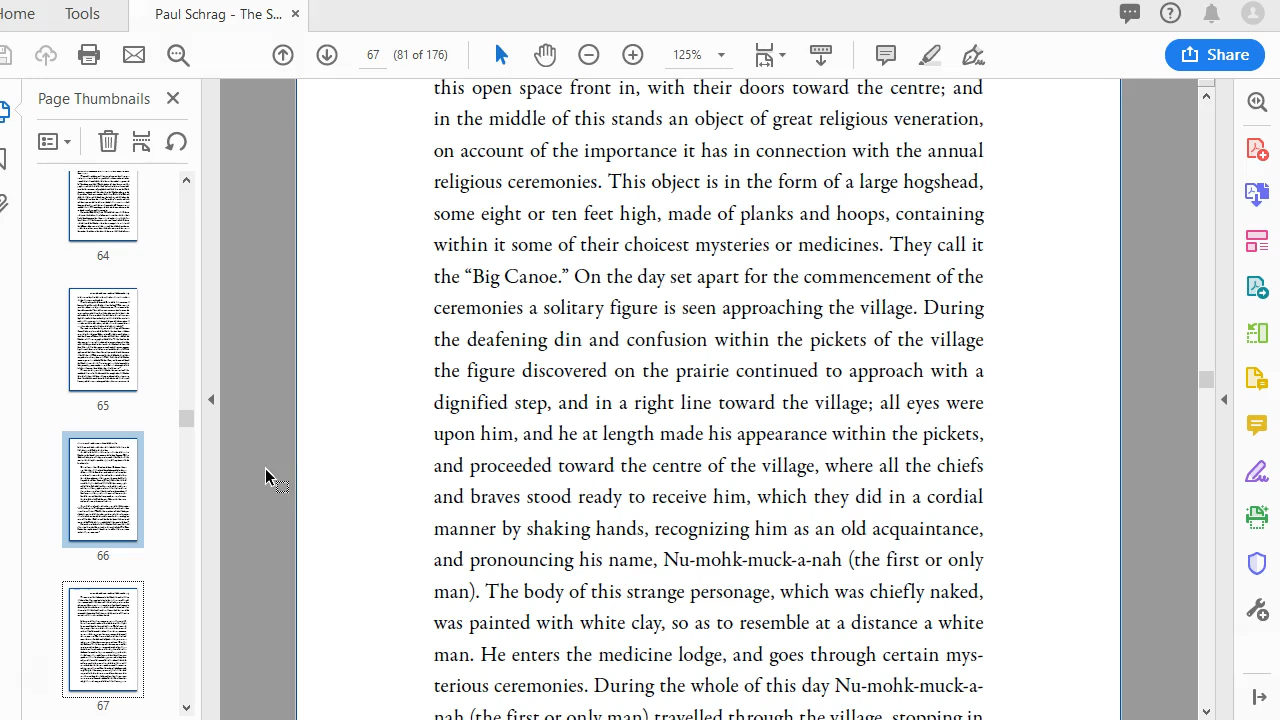 Home
Tools
Paul Schrag - The S...
67
(81 of 176)
125%
Share
Page Thumbnails
64
65
66
67
this open space front in, with their doors toward the centre; and
in the middle of this stands an object of great religious veneration,
on account of the importance it has in connection with the annual
religious ceremonies. This object is in the form of a large hogshead,
some eight or ten feet high, made of planks and hoops, containing
within it some of their choicest mysteries or medicines. They call it
the “Big Canoe.” On the day set apart for the commencement of the
ceremonies a solitary figure is seen approaching the village. During
the deafening din and confusion within the pickets of the village
the figure discovered on the prairie continued to approach with a
dignified step, and in a right line toward the village; all eyes were
upon him, and he at length made his appearance within the pickets,
and proceeded toward the centre of the village, where all the chiefs
and braves stood ready to receive him, which they did in a cordial
manner by shaking hands, recognizing him as an old acquaintance,
and pronouncing his name, Nu-mohk-muck-a-nah (the first or only
man). The body of this strange personage, which was chiefly naked,
was painted with white clay, so as to resemble at a distance a white
man. He enters the medicine lodge, and goes through certain mys-
terious ceremonies. During the whole of this day Nu-mohk-muck-a-
nah (the first or only man) travelled through the village, stopping in